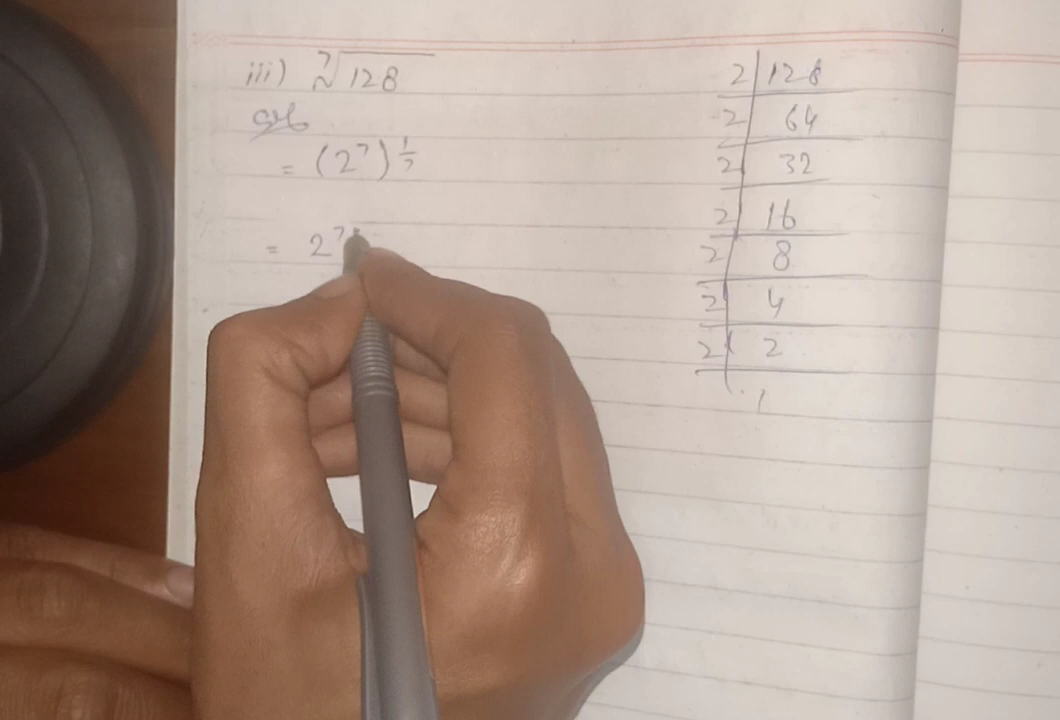 iii) ⁷√128
Sol
= (2⁷)^1/7
= 2⁷
2 | 128
2 | 64
2 | 32
2 | 16
2 | 8
2 | 4
2 | 2
1